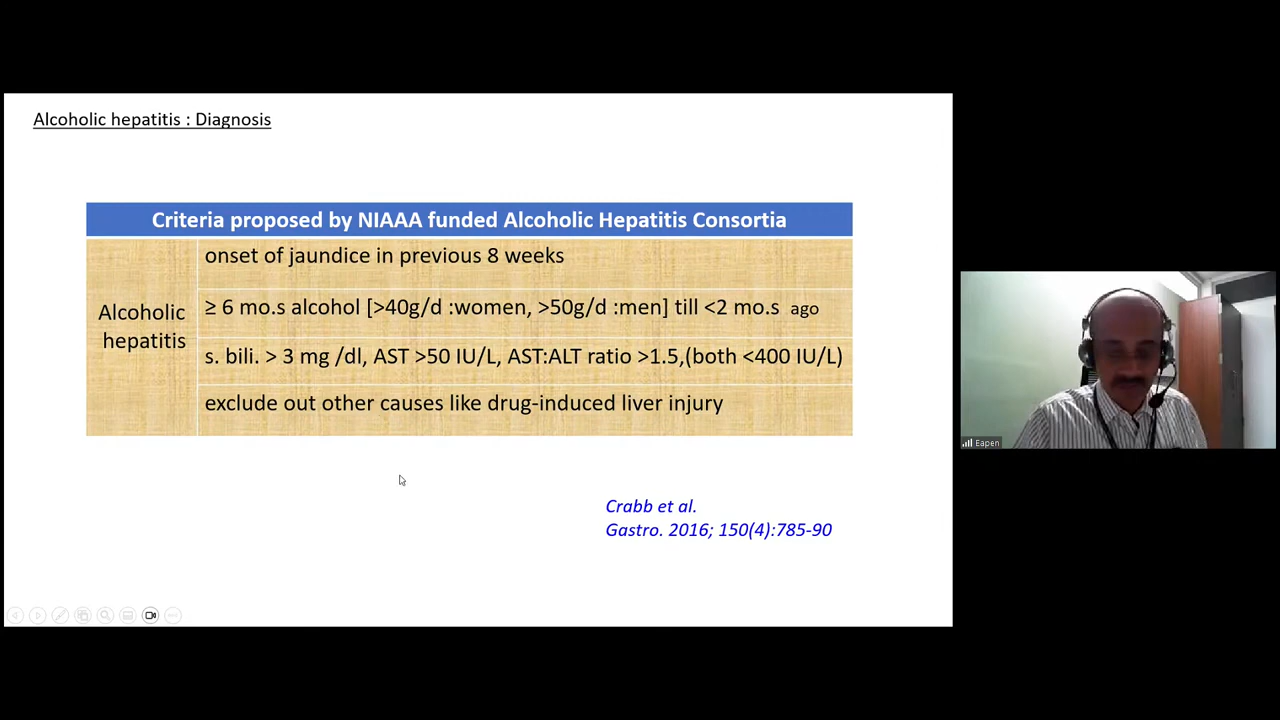 Alcoholic hepatitis : Diagnosis
Criteria proposed by NIAAA funded Alcoholic Hepatitis Consortia
Alcoholic
hepatitis
onset of jaundice in previous 8 weeks
≥ 6 mo.s alcohol [>40g/d :women, >50g/d :men] till <2 mo.s ago
s. bili. > 3 mg /dl, AST >50 IU/L, AST:ALT ratio >1.5,(both <400 IU/L)
exclude out other causes like drug-induced liver injury
Crabb et al.
Gastro. 2016; 150(4):785-90
Eapen